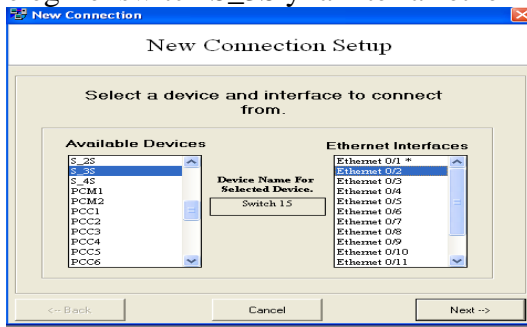 New Connection
New Connection Setup
Select a device and interface to connect
from.
Available Devices
S_2S
S_3S
S_4S
PCM1
PCM2
PCC1
PCC2
PCC3
PCC4
PCC5
PCC6
Device Name For
Selected Device.
Switch 15
Ethernet Interfaces
Ethernet 0/1 *
Ethernet 0/2
Ethernet 0/3
Ethernet 0/4
Ethernet 0/5
Ethernet 0/6
Ethernet 0/7
Ethernet 0/8
Ethernet 0/9
Ethernet 0/10
Ethernet 0/11
<-- Back
Cancel
Next -->